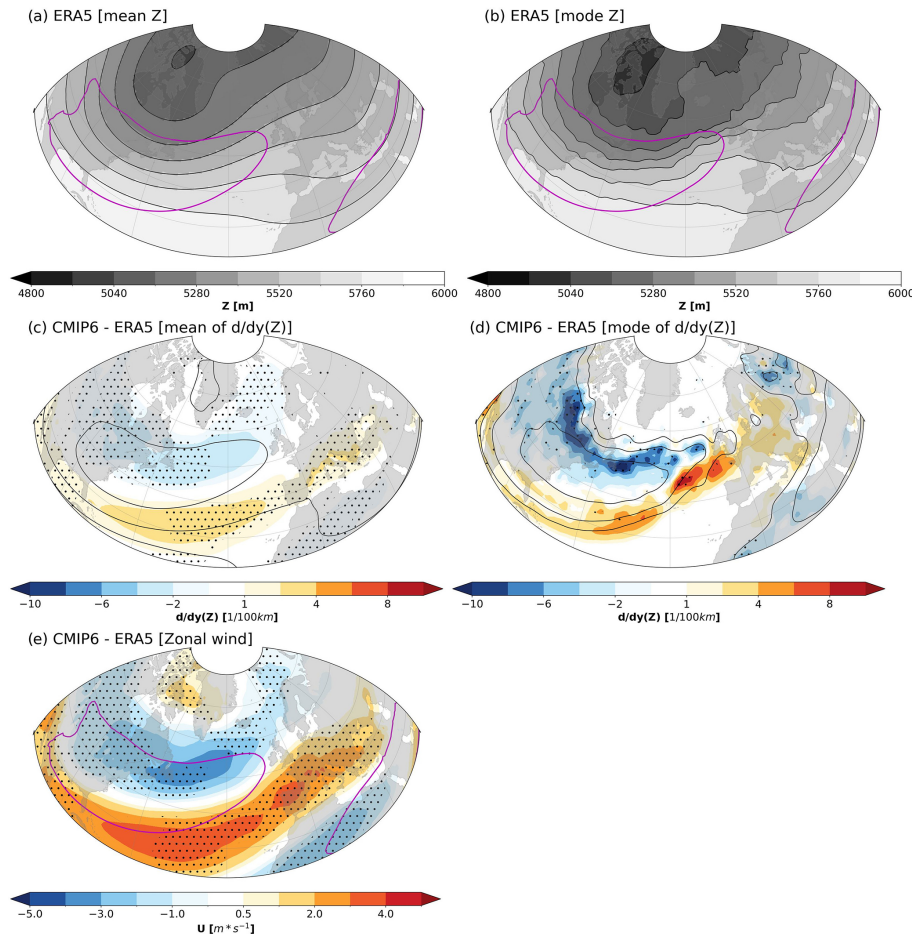 (a) ERA5 [mean Z]
(b) ERA5 [mode Z]
4800 5040 5280 5520 5760 6000
Z [m]
4800 5040 5280 5520 5760 6000
Z [m]
(c) CMIP6 - ERA5 [mean of d/dy(Z)]
(d) CMIP6 - ERA5 [mode of d/dy(Z)]
−10 −6 −2 1 4 8
d/dy(Z) [1/100km]
−10 −6 −2 1 4 8
d/dy(Z) [1/100km]
(e) CMIP6 - ERA5 [Zonal wind]
−5.0 −3.0 −1.0 0.5 2.0 4.0
U [m * s⁻¹]